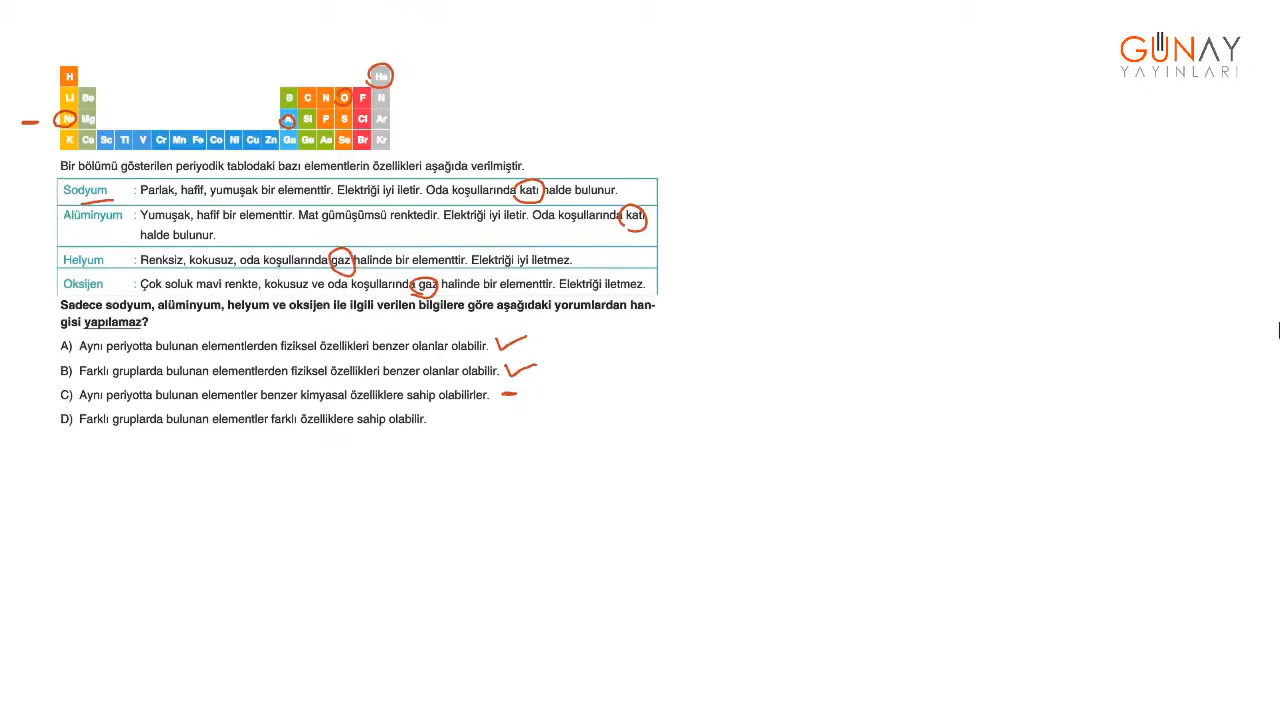 GÜNAY
YAYINLARI
H He
Li Be B C N O F N
Na Mg Al Si P S Cl Ar
K Ca Sc Ti V Cr Mn Fe Co Ni Cu Zn Ga Ge As Se Br Kr
Bir bölümü gösterilen periyodik tablodaki bazı elementlerin özellikleri aşağıda verilmiştir.
Sodyum : Parlak, hafif, yumuşak bir elementtir. Elektriği iyi iletir. Oda koşullarında katı halde bulunur.
Alüminyum : Yumuşak, hafif bir elementtir. Mat gümüşümsü renktedir. Elektriği iyi iletir. Oda koşullarında katı
halde bulunur.
Helyum : Renksiz, kokusuz, oda koşullarında gaz halinde bir elementtir. Elektriği iyi iletmez.
Oksijen : Çok soluk mavi renkte, kokusuz ve oda koşullarında gaz halinde bir elementtir. Elektriği iletmez.
Sadece sodyum, alüminyum, helyum ve oksijen ile ilgili verilen bilgilere göre aşağıdaki yorumlardan han-
gisi yapılamaz?
A) Aynı periyotta bulunan elementlerden fiziksel özellikleri benzer olanlar olabilir.
B) Farklı gruplarda bulunan elementlerden fiziksel özellikleri benzer olanlar olabilir.
C) Aynı periyotta bulunan elementler benzer kimyasal özelliklere sahip olabilirler.
D) Farklı gruplarda bulunan elementler farklı özelliklere sahip olabilir.